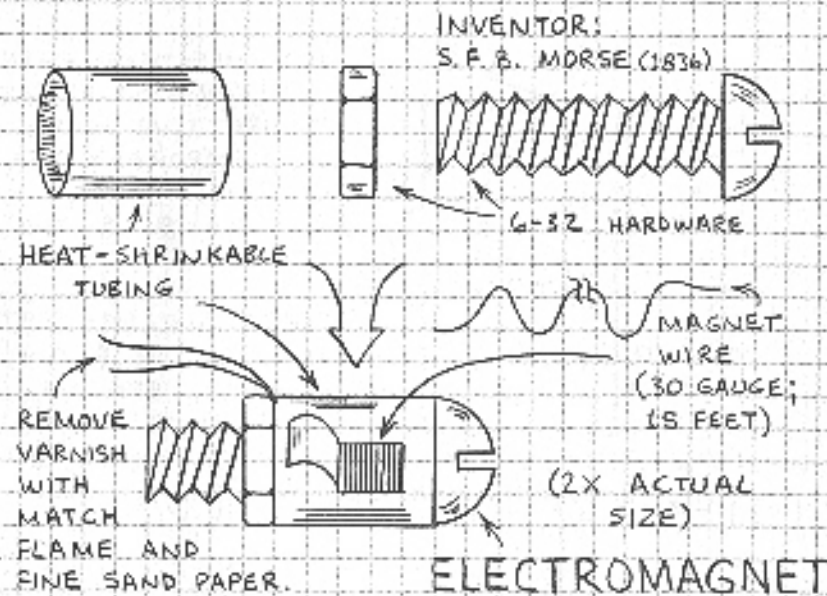 INVENTOR:
S. F. B. MORSE (1836)
6-32 HARDWARE
HEAT-SHRINKABLE
TUBING
MAGNET
WIRE
(30 GAUGE;
15 FEET)
REMOVE
VARNISH
WITH
MATCH
FLAME AND
FINE SAND PAPER.
(2X ACTUAL
SIZE)
ELECTROMAGNET